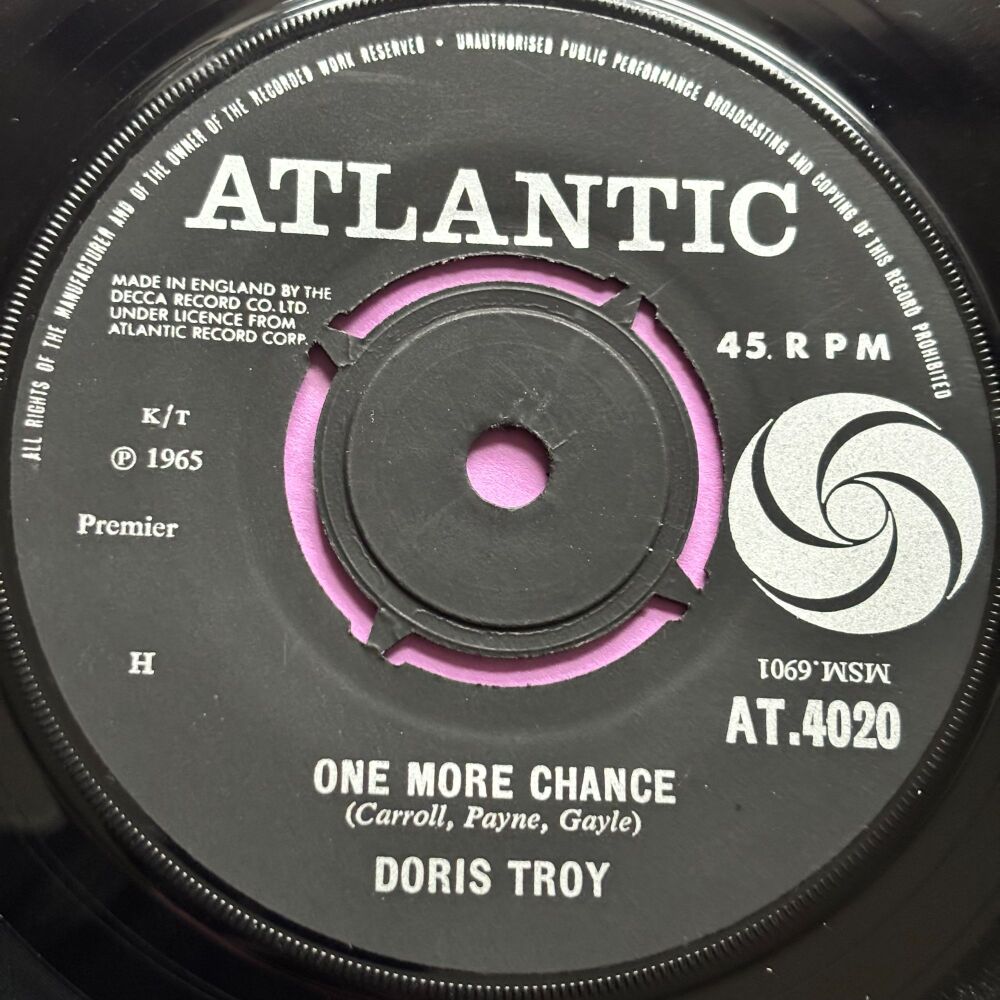 ALL RIGHTS OF THE MANUFACTURER AND OF THE OWNER OF THE RECORDED WORK RESERVED • UNAUTHORISED PUBLIC PERFORMANCE BROADCASTING AND COPYING OF THIS RECORD PROHIBITED
ATLANTIC
MADE IN ENGLAND BY THE
DECCA RECORD CO. LTD.
UNDER LICENCE FROM
ATLANTIC RECORD CORP.
45. R P M
K/T
℗ 1965
Premier
H
MSM.6901
AT.4020
ONE MORE CHANCE
(Carroll, Payne, Gayle)
DORIS TROY